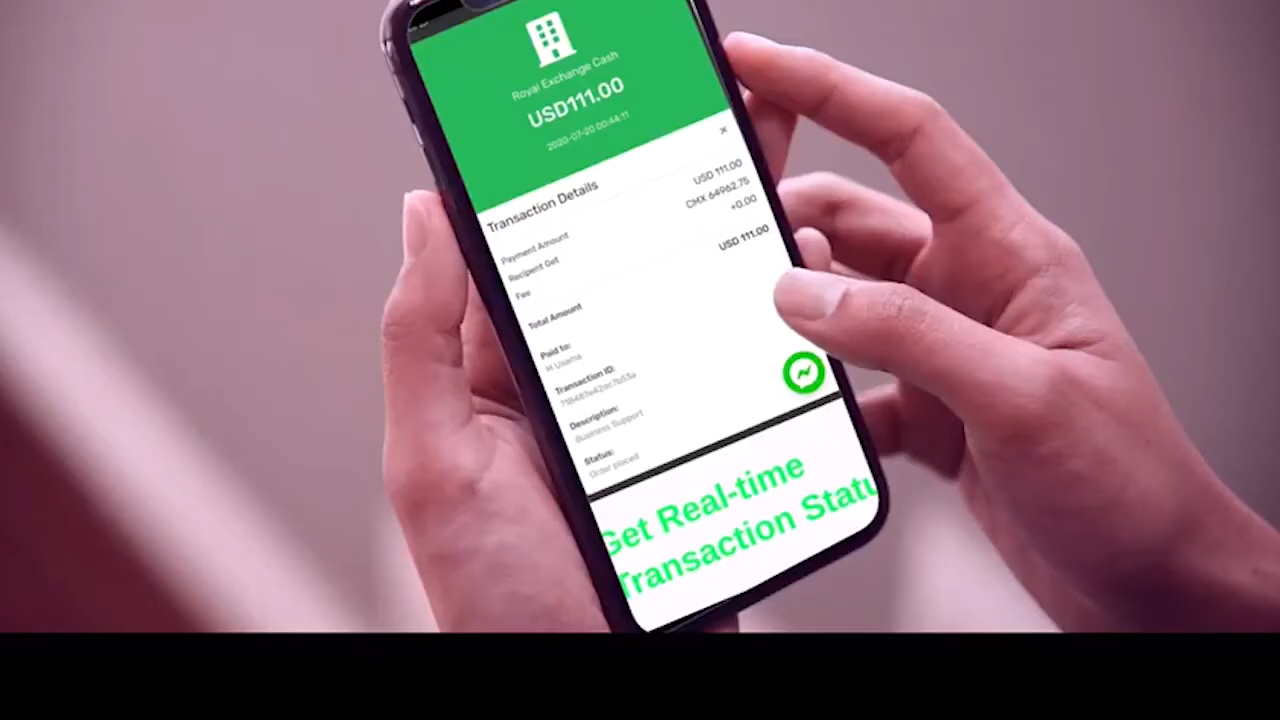 Royal Exchange Cash
USD111.00
2020-07-20 00:44:11
Transaction Details
Payment Amount USD 111.00
Recipent Get CMX 64962.75
Fee +0.00
Total Amount USD 111.00
Paid to:
H Usama
Transaction ID:
Description:
Business Support
Status:
Order placed
Get Real-time
Transaction Statu